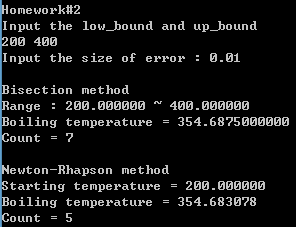 Homework#2
Input the low_bound and up_bound
200 400
Input the size of error : 0.01
Bisection method
Range : 200.000000 ~ 400.000000
Boiling temperature = 354.6875000000
Count = 7
Newton-Rhapson method
Starting temperature = 200.000000
Boiling temperature = 354.683078
Count = 5